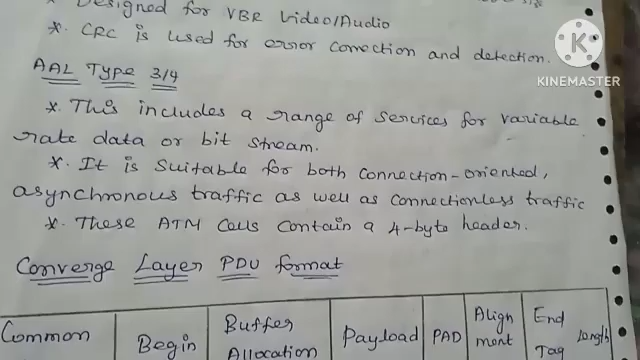 Designed for VBR Video/Audio
* CRC is used for error correction and detection.
KINEMASTER
AAL Type 3/4
* This includes a range of services for variable
rate data or bit stream.
* It is suitable for both connection-oriented,
asynchronous traffic as well as connectionless traffic
* These ATM cells contain a 4-byte header.
Converge Layer PDU format
Common
Begin
Buffer
Allocation
Payload
PAD
Align
ment
End
Tag
Length